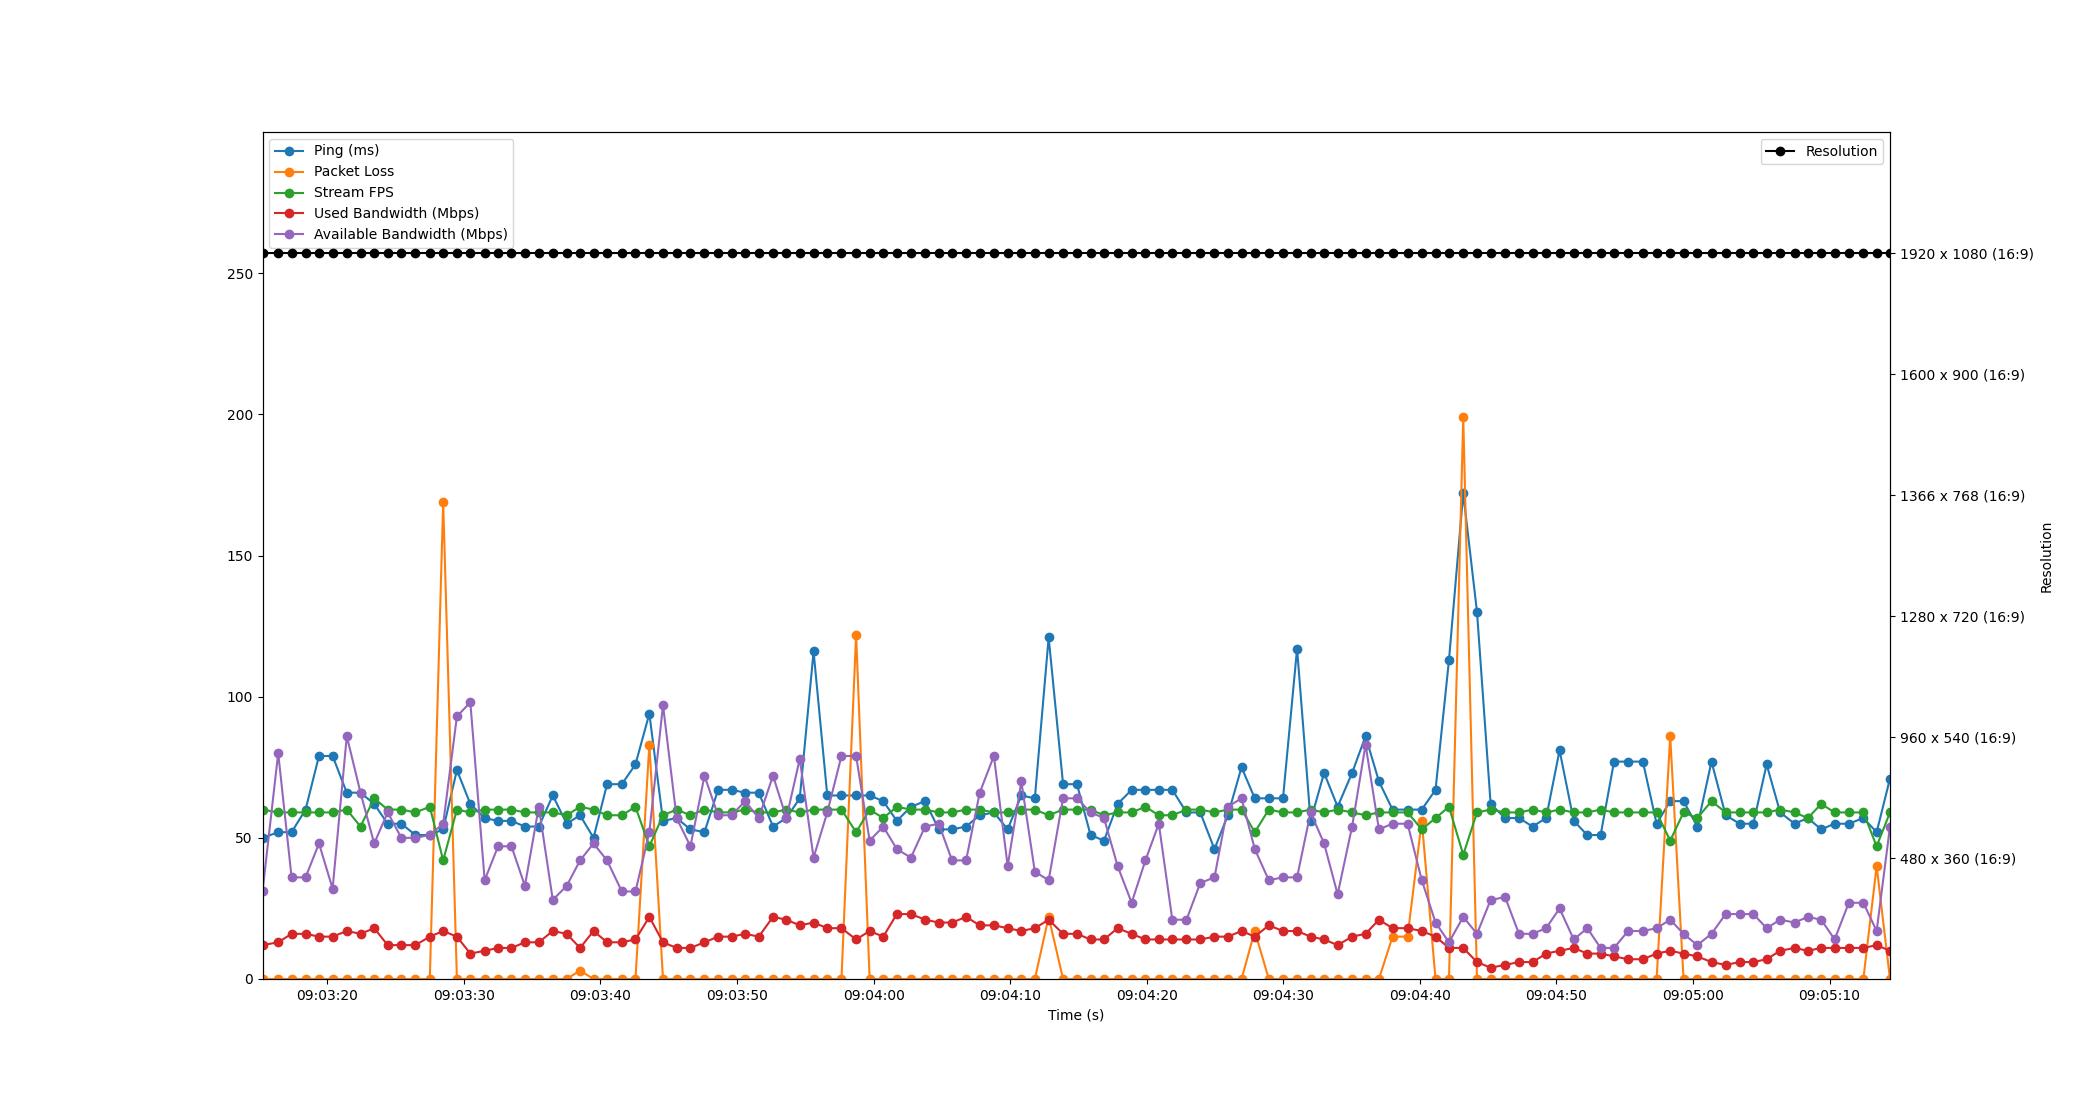 Ping (ms)
Packet Loss
Stream FPS
Used Bandwidth (Mbps)
Available Bandwidth (Mbps)
Resolution
250
200
150
100
50
0
1920 x 1080 (16:9)
1600 x 900 (16:9)
1366 x 768 (16:9)
1280 x 720 (16:9)
960 x 540 (16:9)
480 x 360 (16:9)
Resolution
09:03:20 09:03:30 09:03:40 09:03:50 09:04:00 09:04:10 09:04:20 09:04:30 09:04:40 09:04:50 09:05:00 09:05:10
Time (s)